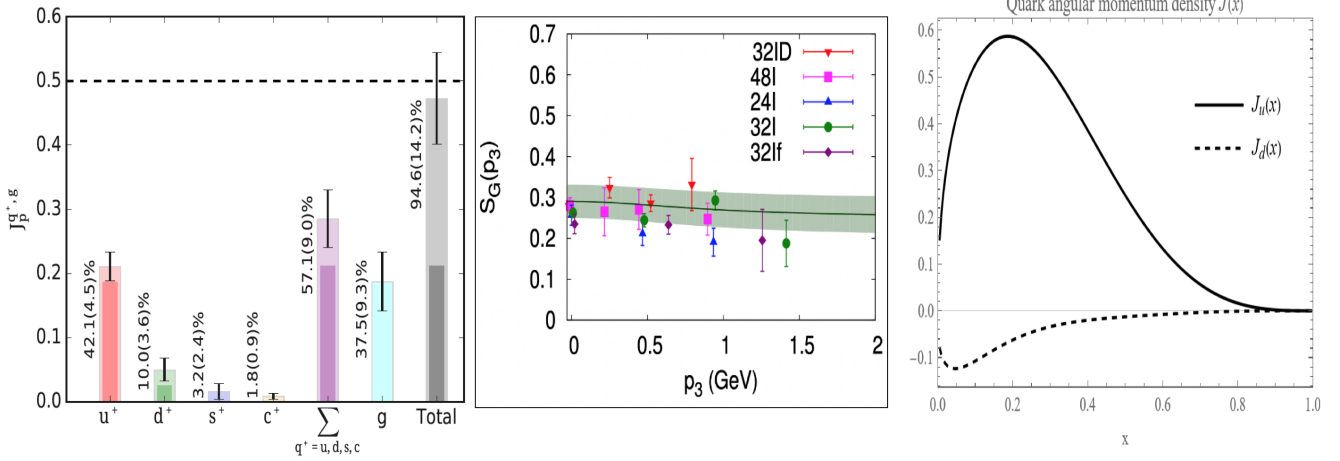 0.6
0.5
0.4
0.3
0.2
0.1
0.0
J_p^{q⁺, g}
42.1(4.5)%
10.0(3.6)%
3.2(2.4)%
1.8(0.9)%
57.1(9.0)%
37.5(9.3)%
94.6(14.2)%
u⁺ d⁺ s⁺ c⁺ ∑ g Total
q⁺ = u, d, s, c
0.7
0.6
0.5
0.4
0.3
0.2
0.1
0
S_G(p_3)
32ID
48I
24I
32I
32If
0 0.5 1 1.5 2
p_3 (GeV)
Quark angular momentum density J(x)
0.6
0.5
0.4
0.3
0.2
0.1
0.0
−0.1
J_u(x)
J_d(x)
0.0 0.2 0.4 0.6 0.8 1.0
x